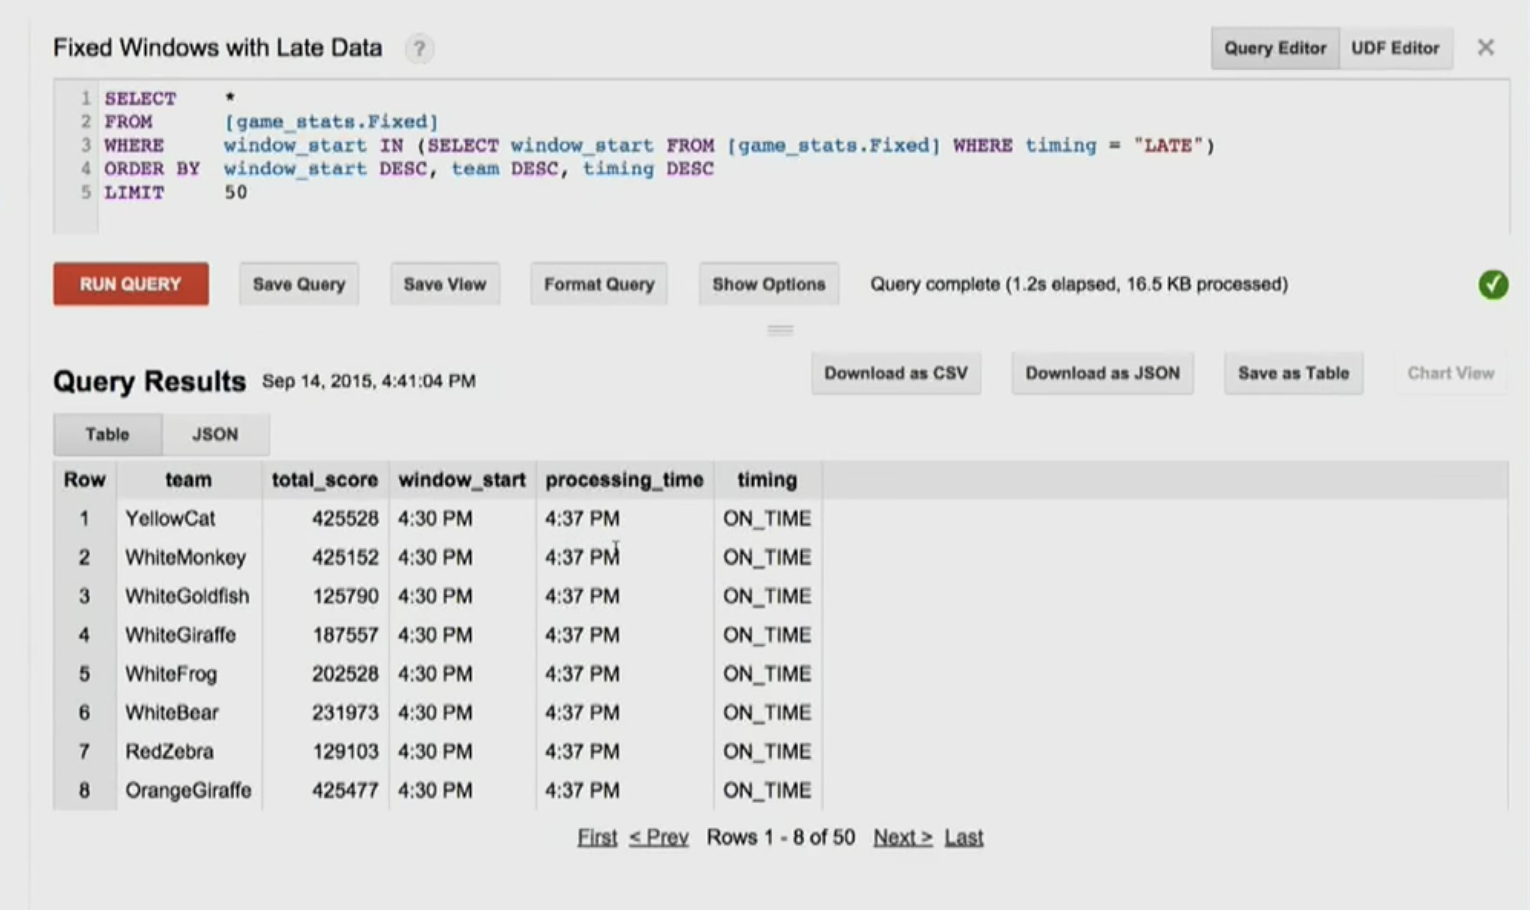 Fixed Windows with Late Data ? Query Editor UDF Editor ×
1 SELECT *
2 FROM [game_stats.Fixed]
3 WHERE window_start IN (SELECT window_start FROM [game_stats.Fixed] WHERE timing = "LATE")
4 ORDER BY window_start DESC, team DESC, timing DESC
5 LIMIT 50
RUN QUERY Save Query Save View Format Query Show Options Query complete (1.2s elapsed, 16.5 KB processed)
Query Results Sep 14, 2015, 4:41:04 PM Download as CSV Download as JSON Save as Table Chart View
Table JSON
Row team total_score window_start processing_time timing
1 YellowCat 425528 4:30 PM 4:37 PM ON_TIME
2 WhiteMonkey 425152 4:30 PM 4:37 PM ON_TIME
3 WhiteGoldfish 125790 4:30 PM 4:37 PM ON_TIME
4 WhiteGiraffe 187557 4:30 PM 4:37 PM ON_TIME
5 WhiteFrog 202528 4:30 PM 4:37 PM ON_TIME
6 WhiteBear 231973 4:30 PM 4:37 PM ON_TIME
7 RedZebra 129103 4:30 PM 4:37 PM ON_TIME
8 OrangeGiraffe 425477 4:30 PM 4:37 PM ON_TIME
First < Prev Rows 1 - 8 of 50 Next > Last